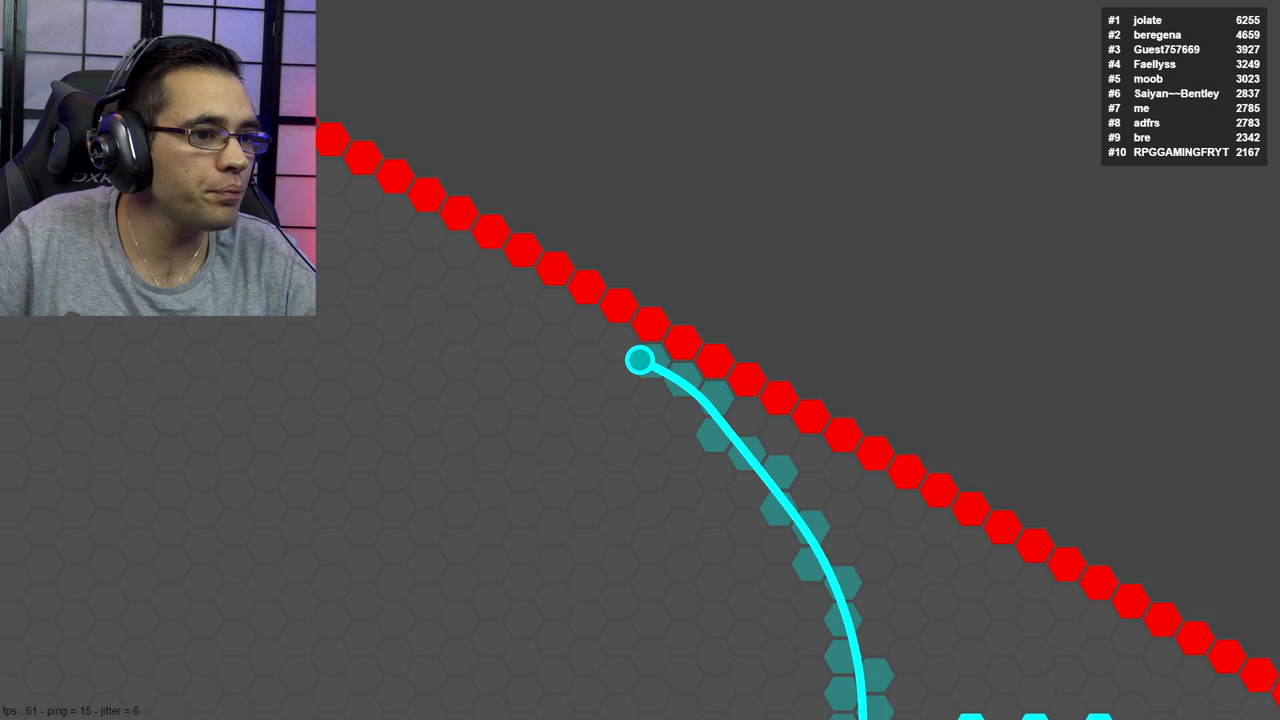 #1 jolate 6255
#2 beregena 4659
#3 Guest757669 3927
#4 Faellyss 3249
#5 moob 3023
#6 Saiyan~~Bentley 2837
#7 me 2785
#8 adfrs 2783
#9 bre 2342
#10 RPGGAMINGFRYT 2167
fps : 61 - ping = 15 - jitter = 6